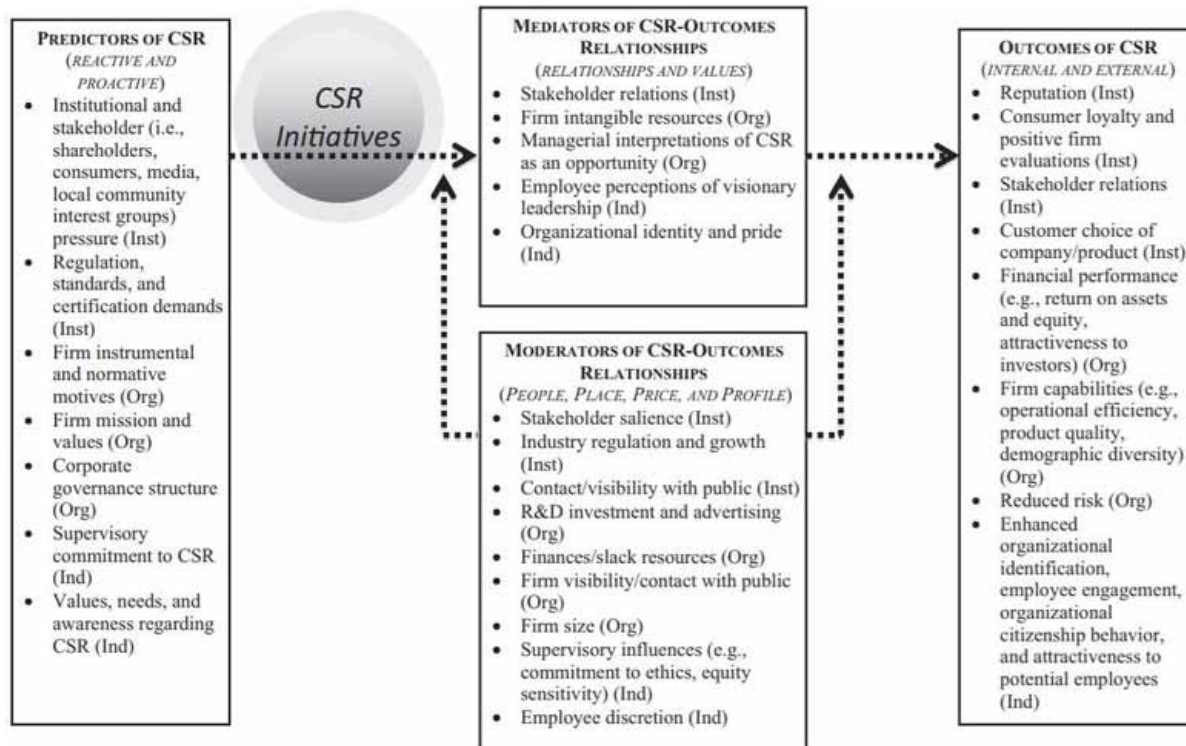 PREDICTORS OF CSR
(REACTIVE AND
PROACTIVE)
• Institutional and
stakeholder (i.e.,
shareholders,
consumers, media,
local community
interest groups)
pressure (Inst)
• Regulation,
standards, and
certification demands
(Inst)
• Firm instrumental
and normative
motives (Org)
• Firm mission and
values (Org)
• Corporate
governance structure
(Org)
• Supervisory
commitment to CSR
(Ind)
• Values, needs, and
awareness regarding
CSR (Ind)
CSR
Initiatives
MEDIATORS OF CSR-OUTCOMES
RELATIONSHIPS
(RELATIONSHIPS AND VALUES)
• Stakeholder relations (Inst)
• Firm intangible resources (Org)
• Managerial interpretations of CSR
as an opportunity (Org)
• Employee perceptions of visionary
leadership (Ind)
• Organizational identity and pride
(Ind)
MODERATORS OF CSR-OUTCOMES
RELATIONSHIPS
(PEOPLE, PLACE, PRICE, AND PROFILE)
• Stakeholder salience (Inst)
• Industry regulation and growth
(Inst)
• Contact/visibility with public (Inst)
• R&D investment and advertising
(Org)
• Finances/slack resources (Org)
• Firm visibility/contact with public
(Org)
• Firm size (Org)
• Supervisory influences (e.g.,
commitment to ethics, equity
sensitivity) (Ind)
• Employee discretion (Ind)
OUTCOMES OF CSR
(INTERNAL AND EXTERNAL)
• Reputation (Inst)
• Consumer loyalty and
positive firm
evaluations (Inst)
• Stakeholder relations
(Inst)
• Customer choice of
company/product (Inst)
• Financial performance
(e.g., return on assets
and equity,
attractiveness to
investors) (Org)
• Firm capabilities (e.g.,
operational efficiency,
product quality,
demographic diversity)
(Org)
• Reduced risk (Org)
• Enhanced
organizational
identification,
employee engagement,
organizational
citizenship behavior,
and attractiveness to
potential employees
(Ind)